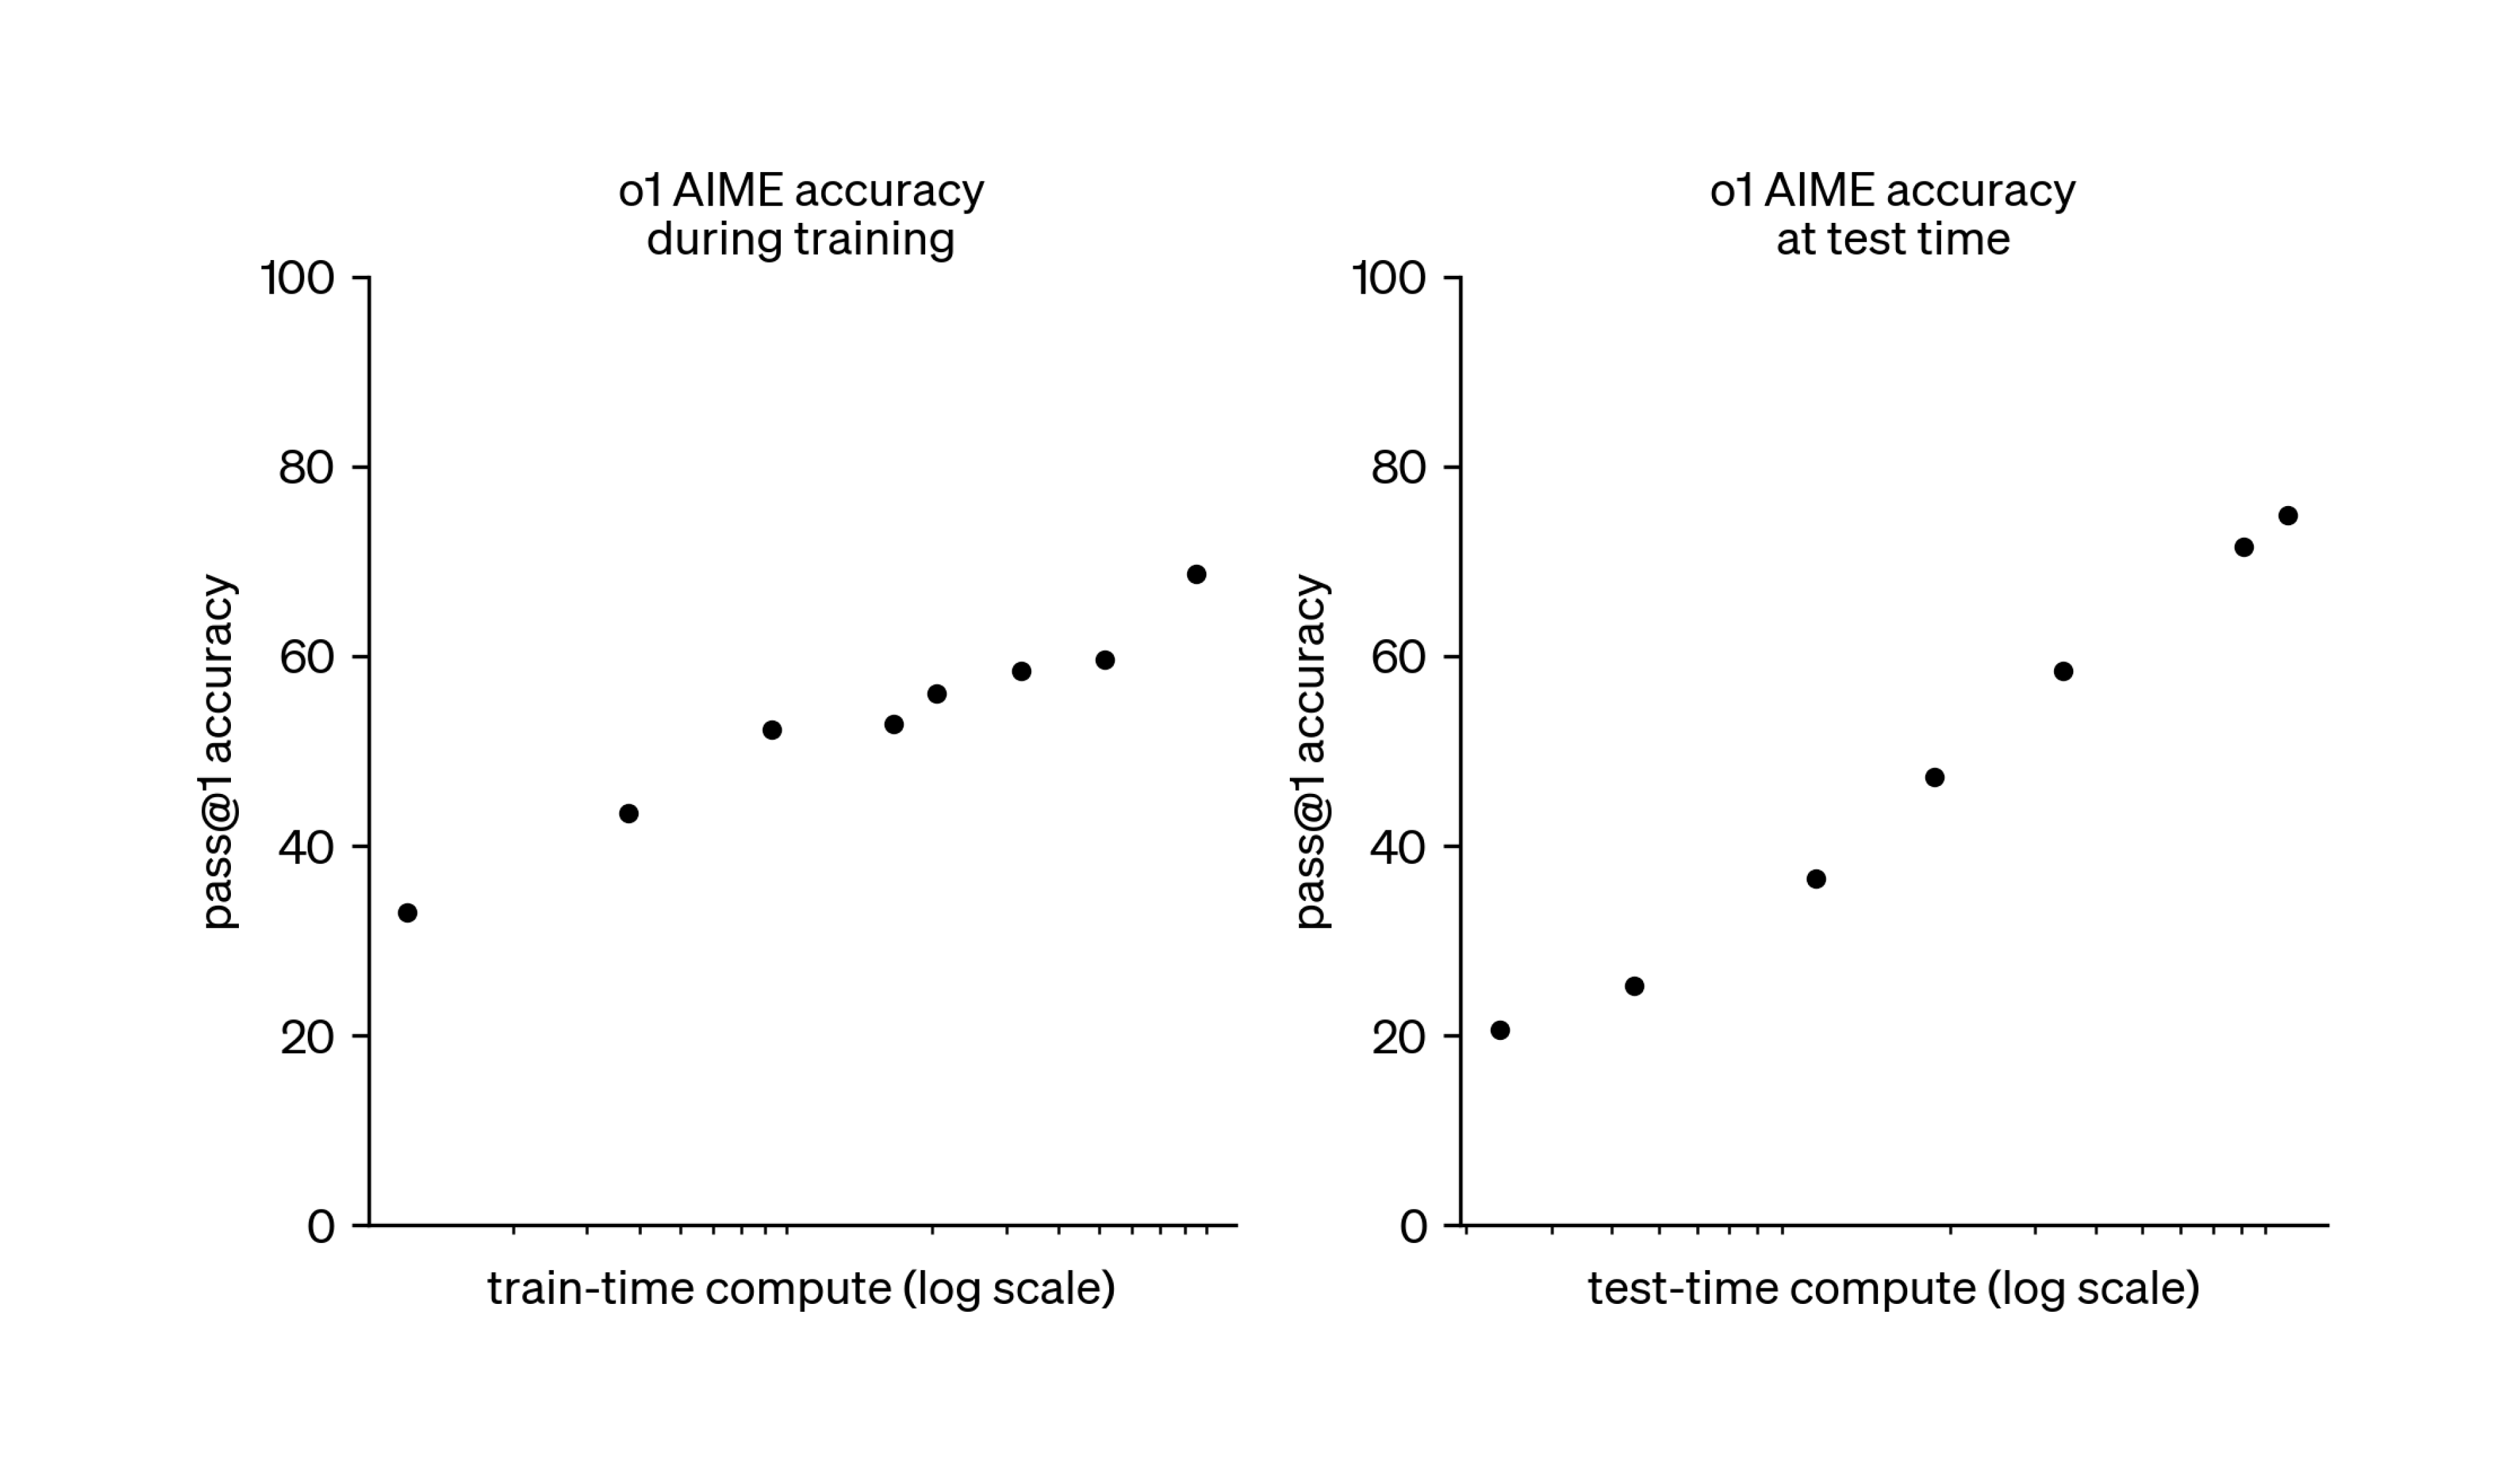 o1 AIME accuracy
during training
100
80
60
40
20
0
pass@1 accuracy
train-time compute (log scale)
o1 AIME accuracy
at test time
100
80
60
40
20
0
pass@1 accuracy
test-time compute (log scale)